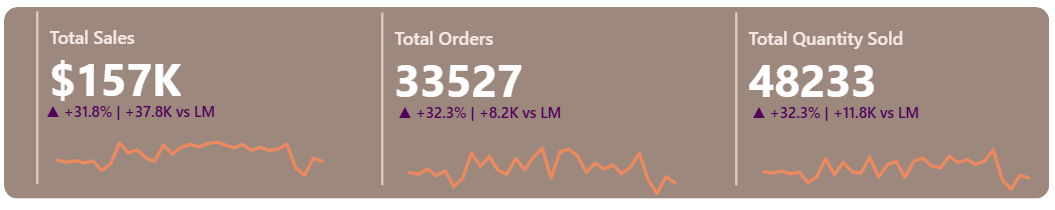 Total Sales
$157K
▲ +31.8% | +37.8K vs LM
Total Orders
33527
▲ +32.3% | +8.2K vs LM
Total Quantity Sold
48233
▲ +32.3% | +11.8K vs LM